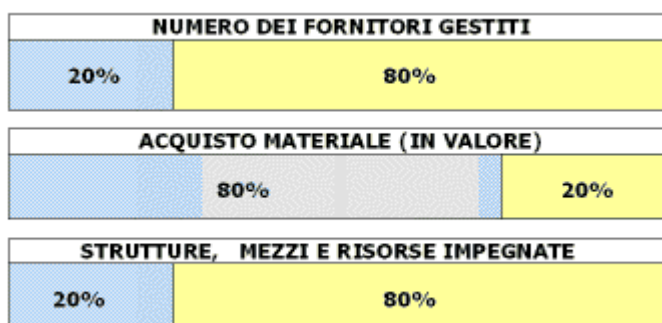 NUMERO DEI FORNITORI GESTITI
20% 80%
ACQUISTO MATERIALE (IN VALORE)
80% 20%
STRUTTURE, MEZZI E RISORSE IMPEGNATE
20% 80%